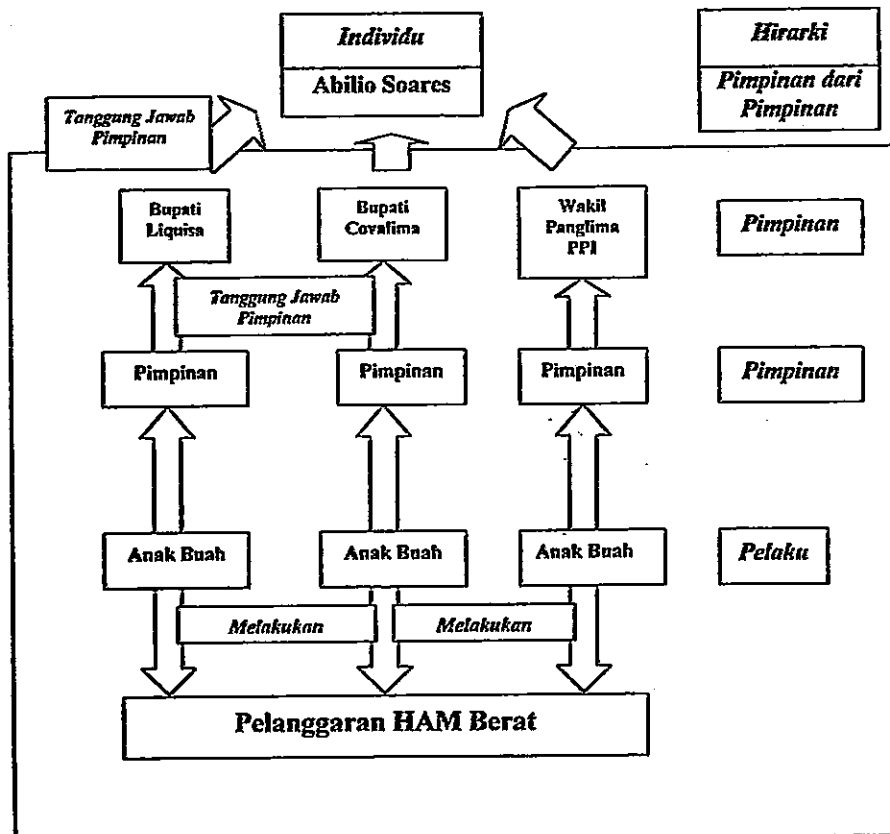 Individu
Abilio Soares
Hirarki
Pimpinan dari
Pimpinan
Tanggung Jawab
Pimpinan
Bupati
Liquisa
Bupati
Covalima
Wakil
Panglima
PPI
Pimpinan
Tanggung Jawab
Pimpinan
Pimpinan
Pimpinan
Pimpinan
Pimpinan
Anak Buah
Anak Buah
Anak Buah
Pelaku
Melakukan
Melakukan
Pelanggaran HAM Berat